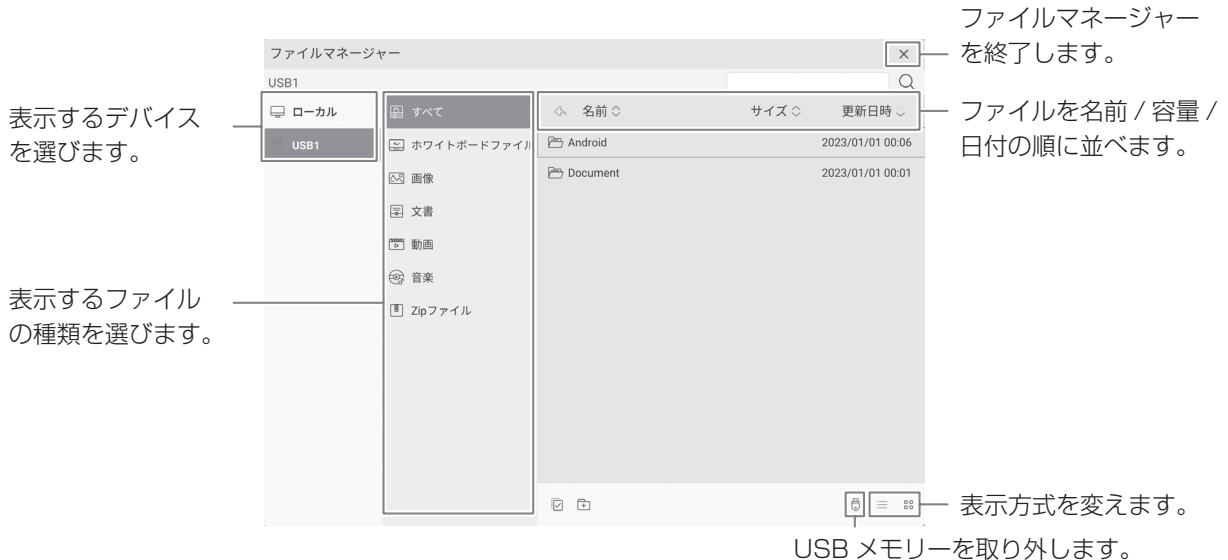 ファイルマネージャー
を終了します。
ファイルマネージャー
USB1
表示するデバイス
を選びます。
ローカル
USB1
すべて
ホワイトボードファイル
画像
文書
動画
音楽
Zipファイル
名前 サイズ 更新日時
Android 2023/01/01 00:06
Document 2023/01/01 00:01
ファイルを名前 / 容量 /
日付の順に並べます。
表示するファイル
の種類を選びます。
表示方式を変えます。
USB メモリーを取り外します。